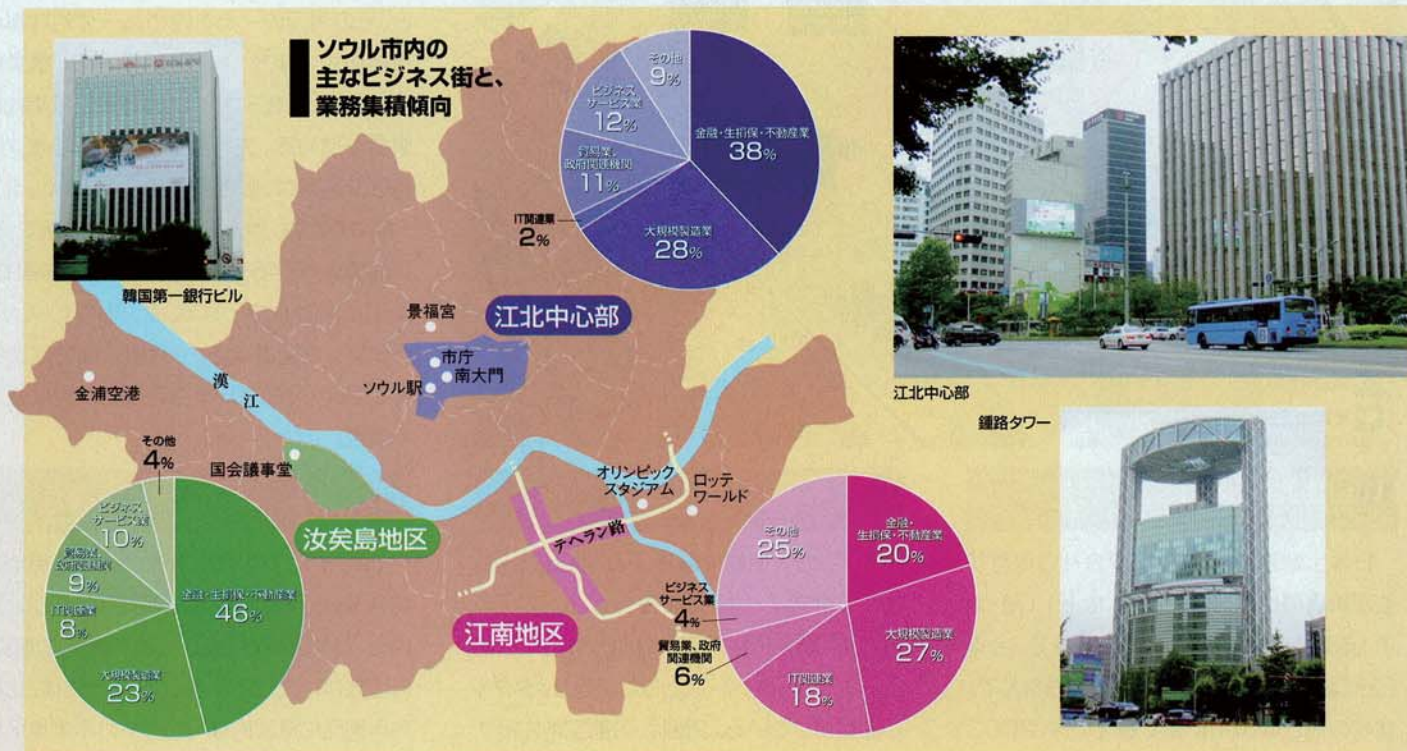 ソウル市内の
主なビジネス街と、
業務集積傾向
韓国第一銀行ビル
その他
9%
ビジネス
サービス業
12%
貿易業、
政府関連機関
11%
IT関連業
2%
金融・生損保・不動産業
38%
大規模製造業
28%
江北中心部
鍾路タワー
江北中心部
景福宮
市庁
南大門
ソウル駅
金浦空港
漢
江
国会議事堂
汝矣島地区
オリンピック
スタジアム
ロッテ
ワールド
テヘラン路
江南地区
その他
4%
ビジネス
サービス業
10%
貿易業、
政府関連機関
9%
IT関連業
8%
大規模製造業
23%
金融・生損保・不動産業
46%
その他
25%
ビジネス
サービス業
4%
貿易業、政府
関連機関
6%
IT関連業
18%
金融・
生損保・不動産業
20%
大規模製造業
27%